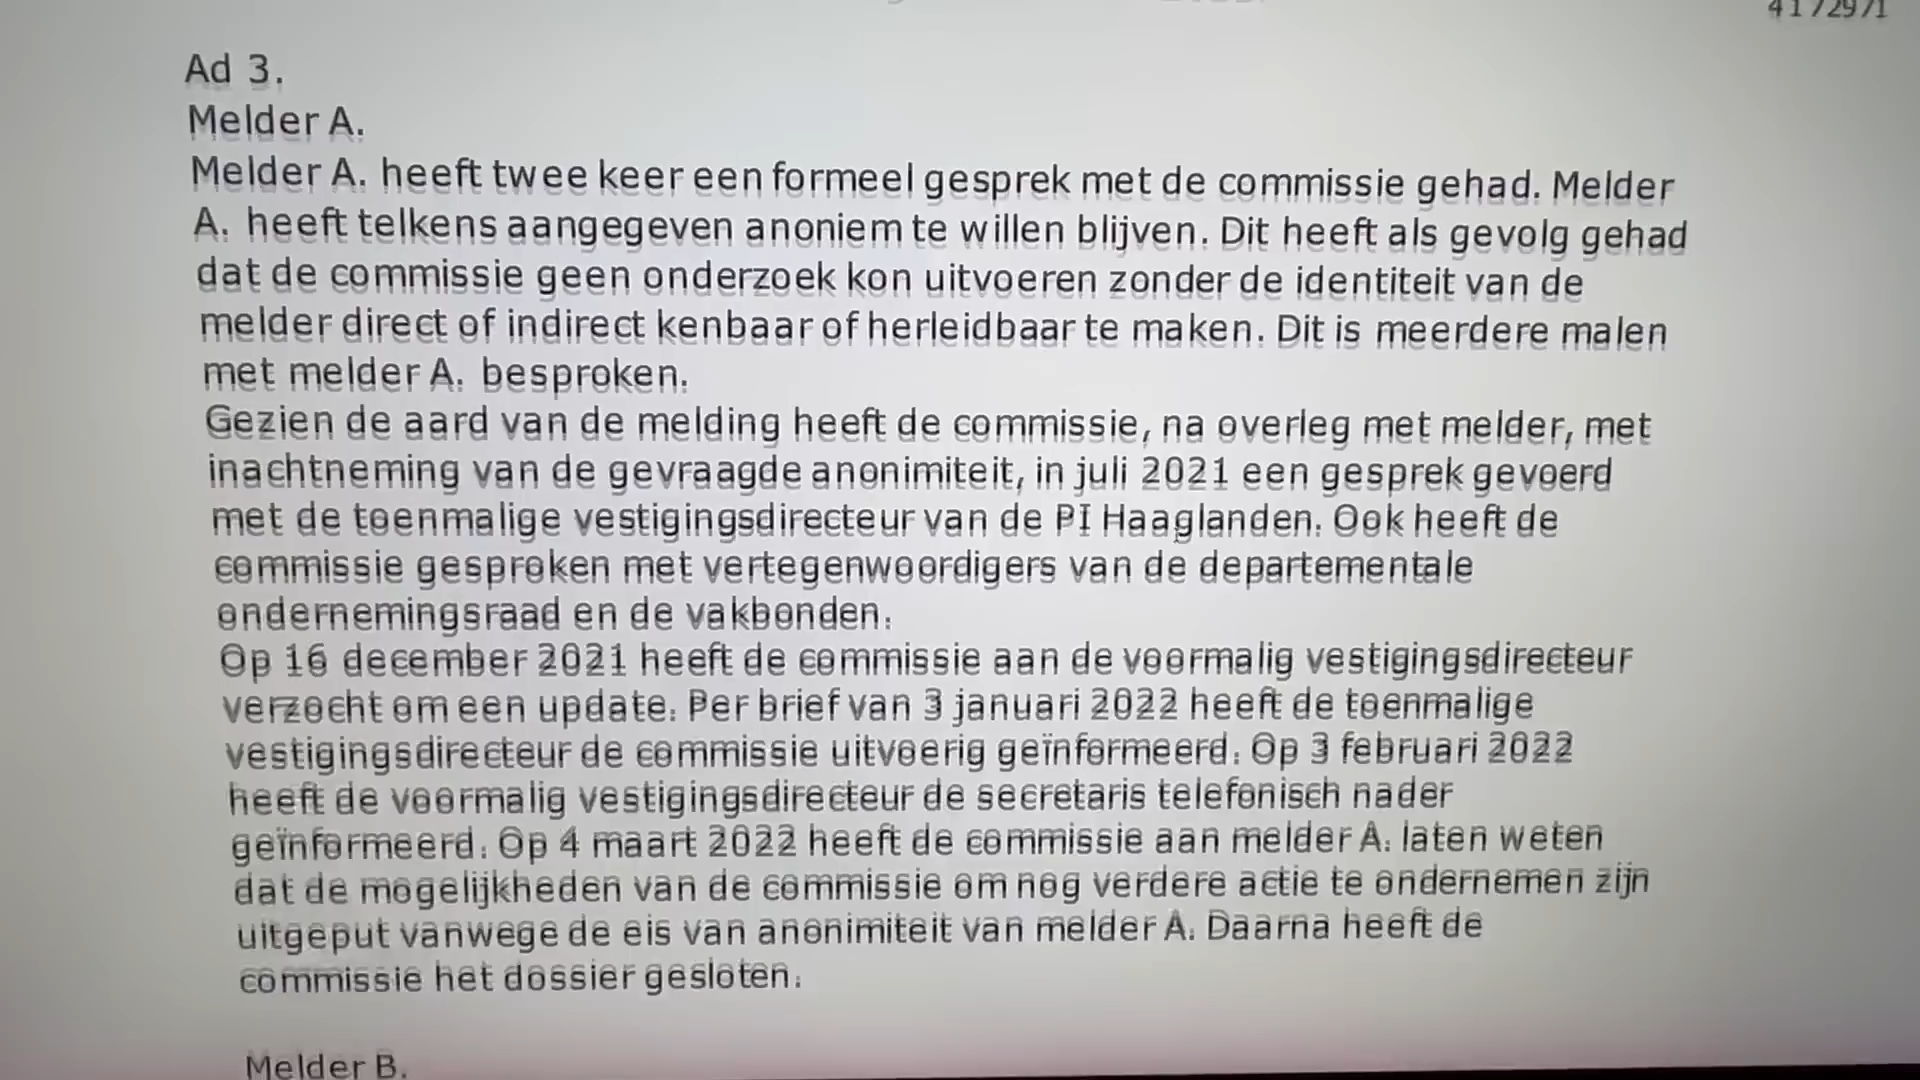 4172971
Ad 3.
Melder A.
Melder A. heeft twee keer een formeel gesprek met de commissie gehad. Melder
A. heeft telkens aangegeven anoniem te willen blijven. Dit heeft als gevolg gehad
dat de commissie geen onderzoek kon uitvoeren zonder de identiteit van de
melder direct of indirect kenbaar of herleidbaar te maken. Dit is meerdere malen
met melder A. besproken.
Gezien de aard van de melding heeft de commissie, na overleg met melder, met
inachtneming van de gevraagde anonimiteit, in juli 2021 een gesprek gevoerd
met de toenmalige vestigingsdirecteur van de PI Haaglanden. Ook heeft de
commissie gesproken met vertegenwoordigers van de departementale
ondernemingsraad en de vakbonden.
Op 16 december 2021 heeft de commissie aan de voormalig vestigingsdirecteur
verzocht om een update. Per brief van 3 januari 2022 heeft de toenmalige
vestigingsdirecteur de commissie uitvoerig geïnformeerd. Op 3 februari 2022
heeft de voormalig vestigingsdirecteur de secretaris telefonisch nader
geïnformeerd. Op 4 maart 2022 heeft de commissie aan melder A. laten weten
dat de mogelijkheden van de commissie om nog verdere actie te ondernemen zijn
uitgeput vanwege de eis van anonimiteit van melder A. Daarna heeft de
commissie het dossier gesloten.
Melder B.